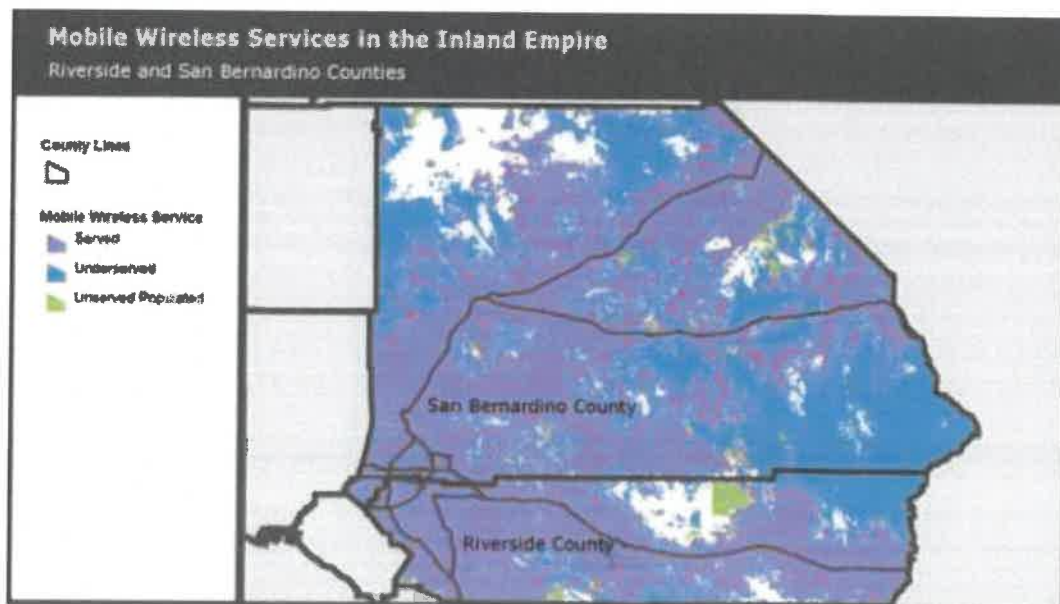 Mobile Wireless Services in the Inland Empire
Riverside and San Bernardino Counties
County Lines
Mobile Wireless Service
Served
Underserved
Unserved Populated
San Bernardino County
Riverside County